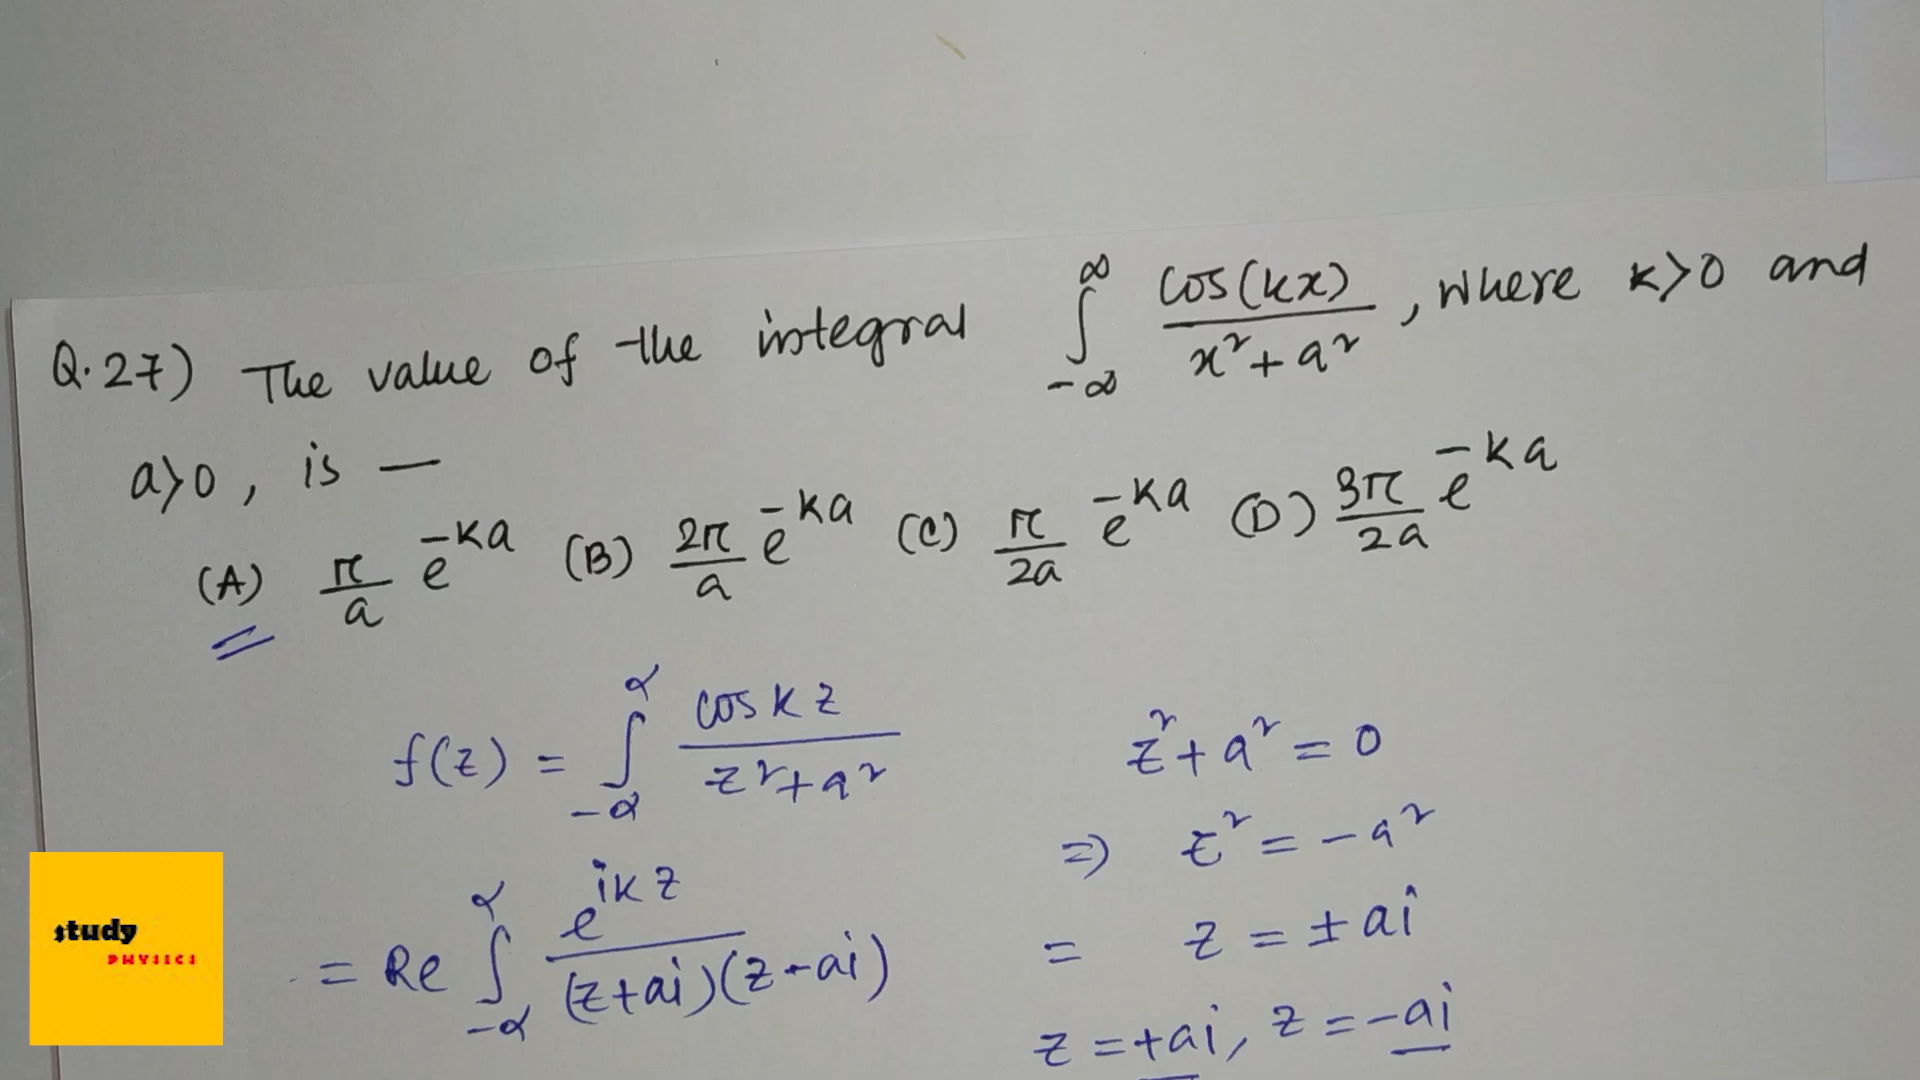 Q.27) The value of the integral ∫_{-∞}^{∞} cos(kx)/(x²+a²), where k>0 and
a>0, is —
(A) π/a e^{-ka} (B) 2π/a e^{-ka} (C) π/2a e^{-ka} (D) 3π/2a e^{-ka}
f(z) = ∫_{-α}^{α} cos kz/(z²+a²)
= Re ∫_{-α}^{α} e^{ikz}/((z+ai)(z-ai))
z²+a² = 0
=> z² = -a²
= z = ±ai
z = +ai, z = -ai
study
PHYSICS